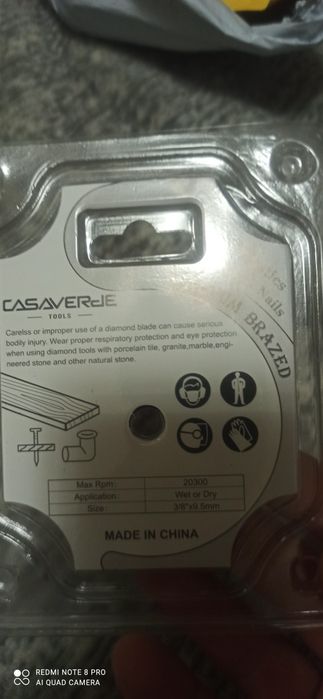 CASAVERDE
TOOLS
Carelss or improper use of a diamond blade can cause serious
bodily injury. Wear proper respiratory protection and eye protection
when using diamond tools with porcelain tile, granite,marble,engi-
neered stone and other natural stone.
Nails
BRAZED
Max Rpm: 20300
Application: Wet or Dry
Size: 3/8"x9.5mm
MADE IN CHINA
REDMI NOTE 8 PRO
AI QUAD CAMERA